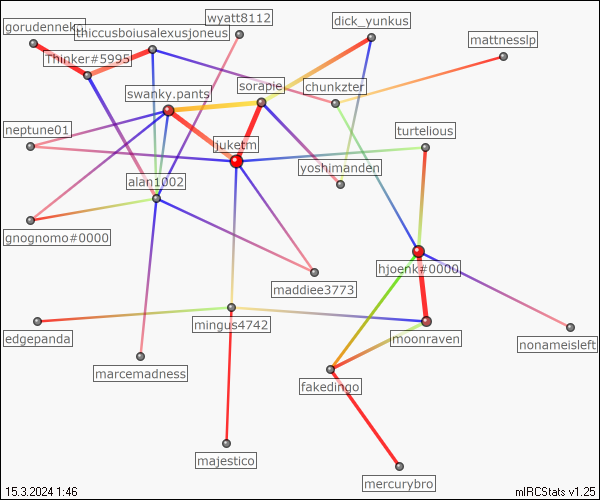 wyatt8112
gorudenneko
dick_yunkus
thiccusboiusalexusjoneus
mattnesslp
Thinker#5995
sorapie
chunkzter
swanky.pants
neptune01
turtelious
juketm
yoshimanden
alan1002
gnognomo#0000
hjoenk#0000
maddiee3773
mingus4742
edgepanda
moonraven
nonameisleft
marcemadness
fakedingo
majestico
mercurybro
15.3.2024 1:46
mIRCStats v1.25